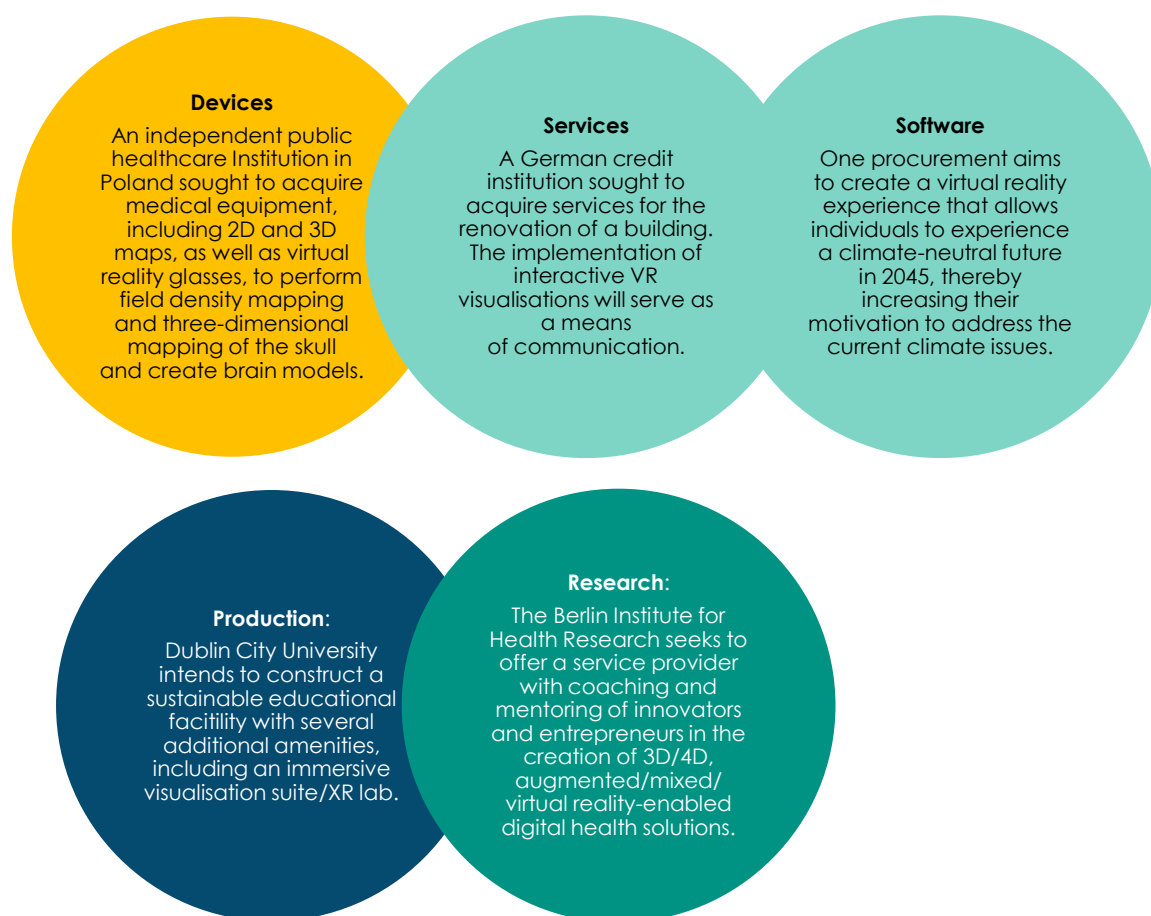 Devices
An independent public
healthcare Institution in
Poland sought to acquire
medical equipment,
including 2D and 3D
maps, as well as virtual
reality glasses, to perform
field density mapping
and three-dimensional
mapping of the skull
and create brain models.
Services
A German credit
institution sought to
acquire services for the
renovation of a building.
The implementation of
interactive VR
visualisations will serve as
a means
of communication.
Software
One procurement aims
to create a virtual reality
experience that allows
individuals to experience
a climate-neutral future
in 2045, thereby
increasing their
motivation to address the
current climate issues.
Production:
Dublin City University
intends to construct a
sustainable educational
facitility with several
additional amenities,
including an immersive
visualisation suite/XR lab.
Research:
The Berlin Institute for
Health Research seeks to
offer a service provider
with coaching and
mentoring of innovators
and entrepreneurs in the
creation of 3D/4D,
augmented/mixed/
virtual reality-enabled
digital health solutions.